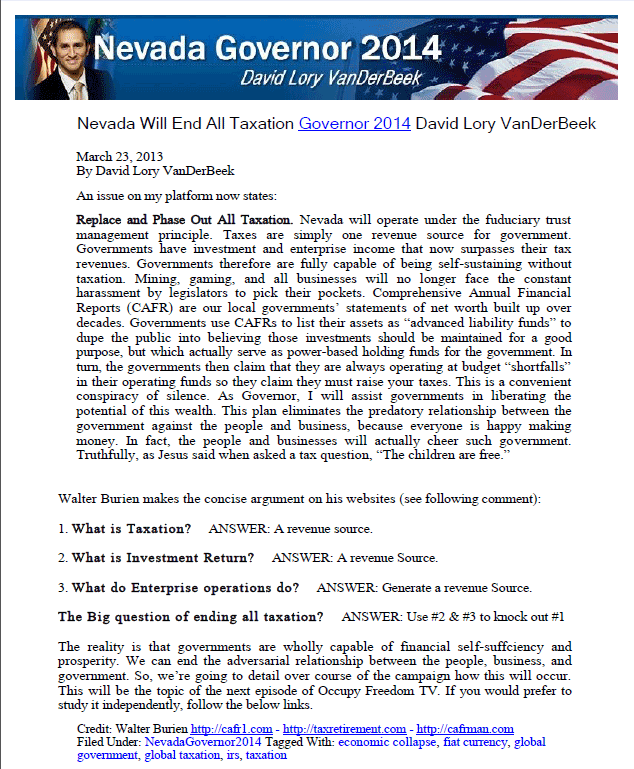 Nevada Governor 2014
David Lory VanDerBeek
Nevada Will End All Taxation Governor 2014 David Lory VanDerBeek
March 23, 2013
By David Lory VanDerBeek
An issue on my platform now states:
Replace and Phase Out All Taxation. Nevada will operate under the fuduciary trust
management principle. Taxes are simply one revenue source for government.
Governments have investment and enterprise income that now surpasses their tax
revenues. Governments therefore are fully capable of being self-sustaining without
taxation. Mining, gaming, and all businesses will no longer face the constant
harassment by legislators to pick their pockets. Comprehensive Annual Financial
Reports (CAFR) are our local governments' statements of net worth built up over
decades. Governments use CAFRs to list their assets as “advanced liability funds” to
dupe the public into believing those investments should be maintained for a good
purpose, but which actually serve as power-based holding funds for the government. In
turn, the governments then claim that they are always operating at budget “shortfalls”
in their operating funds so they claim they must raise your taxes. This is a convenient
conspiracy of silence. As Governor, I will assist governments in liberating the
potential of this wealth. This plan eliminates the predatory relationship between the
government against the people and business, because everyone is happy making
money. In fact, the people and businesses will actually cheer such government.
Truthfully, as Jesus said when asked a tax question, “The children are free.”
Walter Burien makes the concise argument on his websites (see following comment):
1. What is Taxation? ANSWER: A revenue source.
2. What is Investment Return? ANSWER: A revenue Source.
3. What do Enterprise operations do? ANSWER: Generate a revenue Source.
The Big question of ending all taxation? ANSWER: Use #2 & #3 to knock out #1
The reality is that governments are wholly capable of financial self-suffciency and
prosperity. We can end the adversarial relationship between the people, business, and
government. So, we're going to detail over course of the campaign how this will occur.
This will be the topic of the next episode of Occupy Freedom TV. If you would prefer to
study it independently, follow the below links.
Credit: Walter Burien http://cafr1.com - http://taxretirement.com - http://cafrman.com
Filed Under: NevadaGovernor2014 Tagged With: economic collapse, fiat currency, global
government, global taxation, irs, taxation